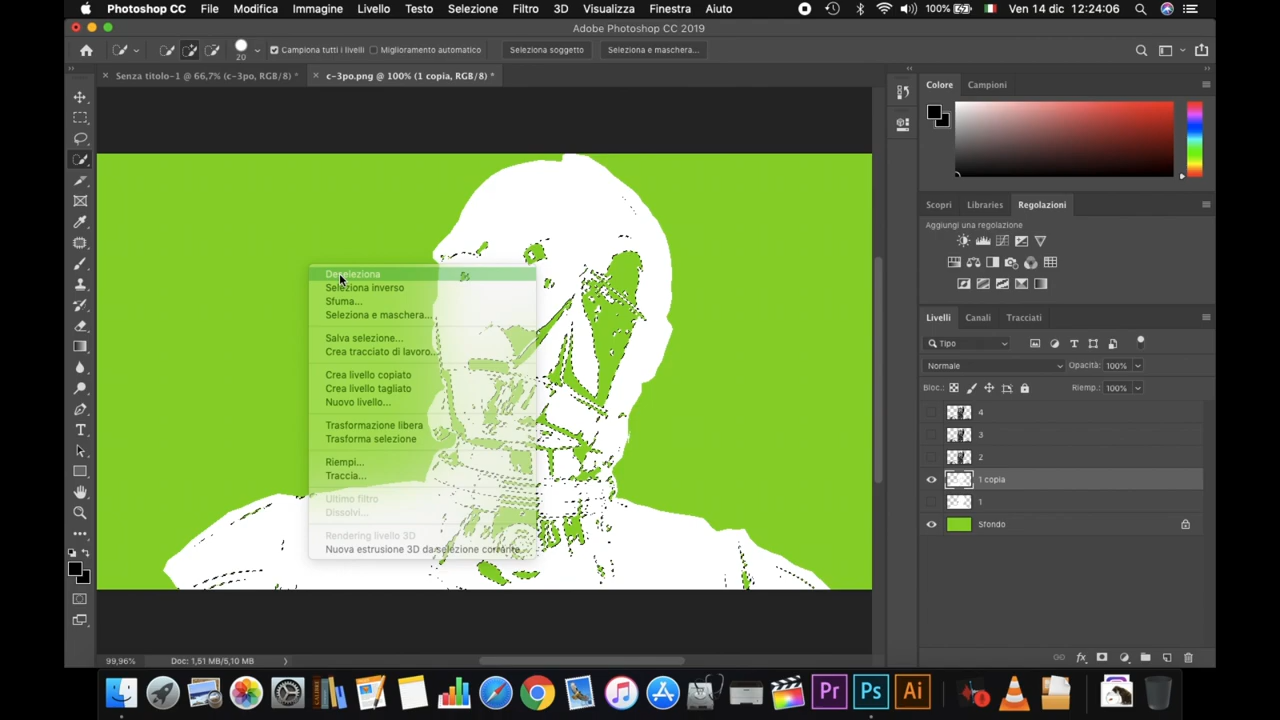 Photoshop CC File Modifica Immagine Livello Testo Selezione Filtro 3D Visualizza Finestra Aiuto 100% Ven 14 dic 12:24:06
Adobe Photoshop CC 2019
20 Campiona tutti i livelli Miglioramento automatico Seleziona soggetto Seleziona e maschera...
Senza titolo-1 @ 66,7% (c-3po, RGB/8) * c-3po.png @ 100% (1 copia, RGB/8) *
Colore Campioni
Scopri Libraries Regolazioni
Aggiungi una regolazione
Deseleziona
Seleziona inverso
Sfuma...
Seleziona e maschera...
Salva selezione...
Crea tracciato di lavoro...
Crea livello copiato
Crea livello tagliato
Nuovo livello...
Trasformazione libera
Trasforma selezione
Riempi...
Traccia...
Ultimo filtro
Dissolvi...
Rendering livello 3D
Nuova estrusione 3D da selezione corrente
Livelli Canali Tracciati
Tipo
Normale Opacità: 100%
Bloc.: Riemp.: 100%
4
3
2
1 copia
1
Sfondo
99,96% Doc: 1,51 MB/5,10 MB
Pr Ps Ai